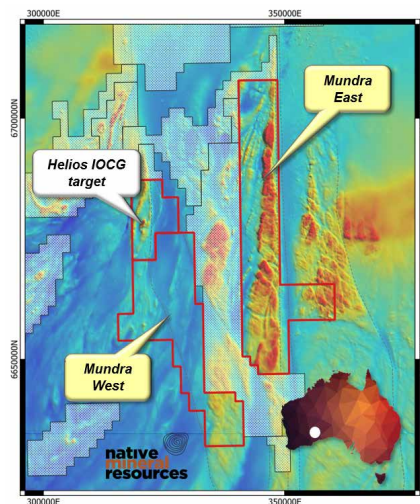 300000E
350000E
Mundra
East
6700000N
Helios IOCG
target
Mundra
West
6650000N
native
mineral
resources
300000E
350000E